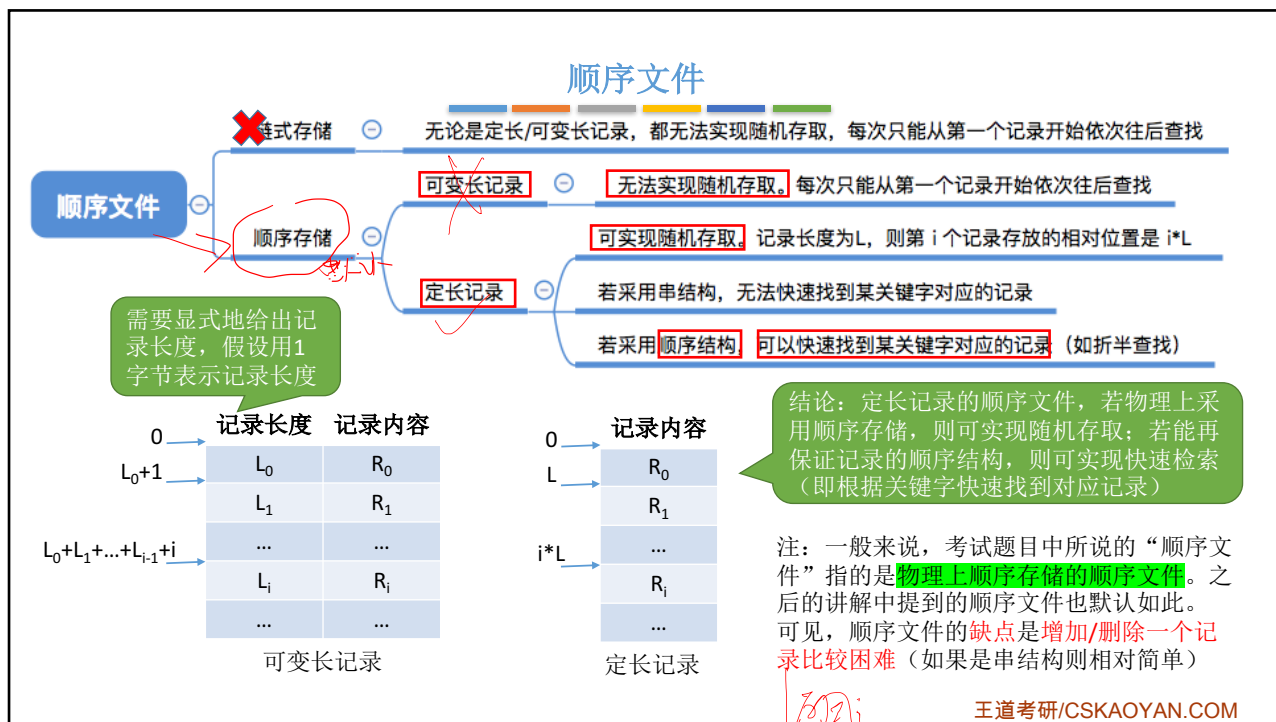 顺序文件
链式存储
无论是定长/可变长记录，都无法实现随机存取，每次只能从第一个记录开始依次往后查找
可变长记录
无法实现随机存取。每次只能从第一个记录开始依次往后查找
顺序文件
顺序存储
可实现随机存取。记录长度为L，则第 i 个记录存放的相对位置是 i*L
定长记录
若采用串结构，无法快速找到某关键字对应的记录
若采用顺序结构，可以快速找到某关键字对应的记录（如折半查找）
需要显式地给出记
录长度，假设用1
字节表示记录长度
记录长度 记录内容
0
L₀ R₀
L₀+1
L₁ R₁
... ...
L₀+L₁+...+Lᵢ₋₁+i
Lᵢ Rᵢ
... ...
可变长记录
记录内容
0
R₀
L
R₁
...
i*L
Rᵢ
...
定长记录
结论：定长记录的顺序文件，若物理上采
用顺序存储，则可实现随机存取；若能再
保证记录的顺序结构，则可实现快速检索
（即根据关键字快速找到对应记录）
注：一般来说，考试题目中所说的“顺序文
件”指的是物理上顺序存储的顺序文件。之
后的讲解中提到的顺序文件也默认如此。
可见，顺序文件的缺点是增加/删除一个记
录比较困难（如果是串结构则相对简单）
王道考研/CSKAOYAN.COM